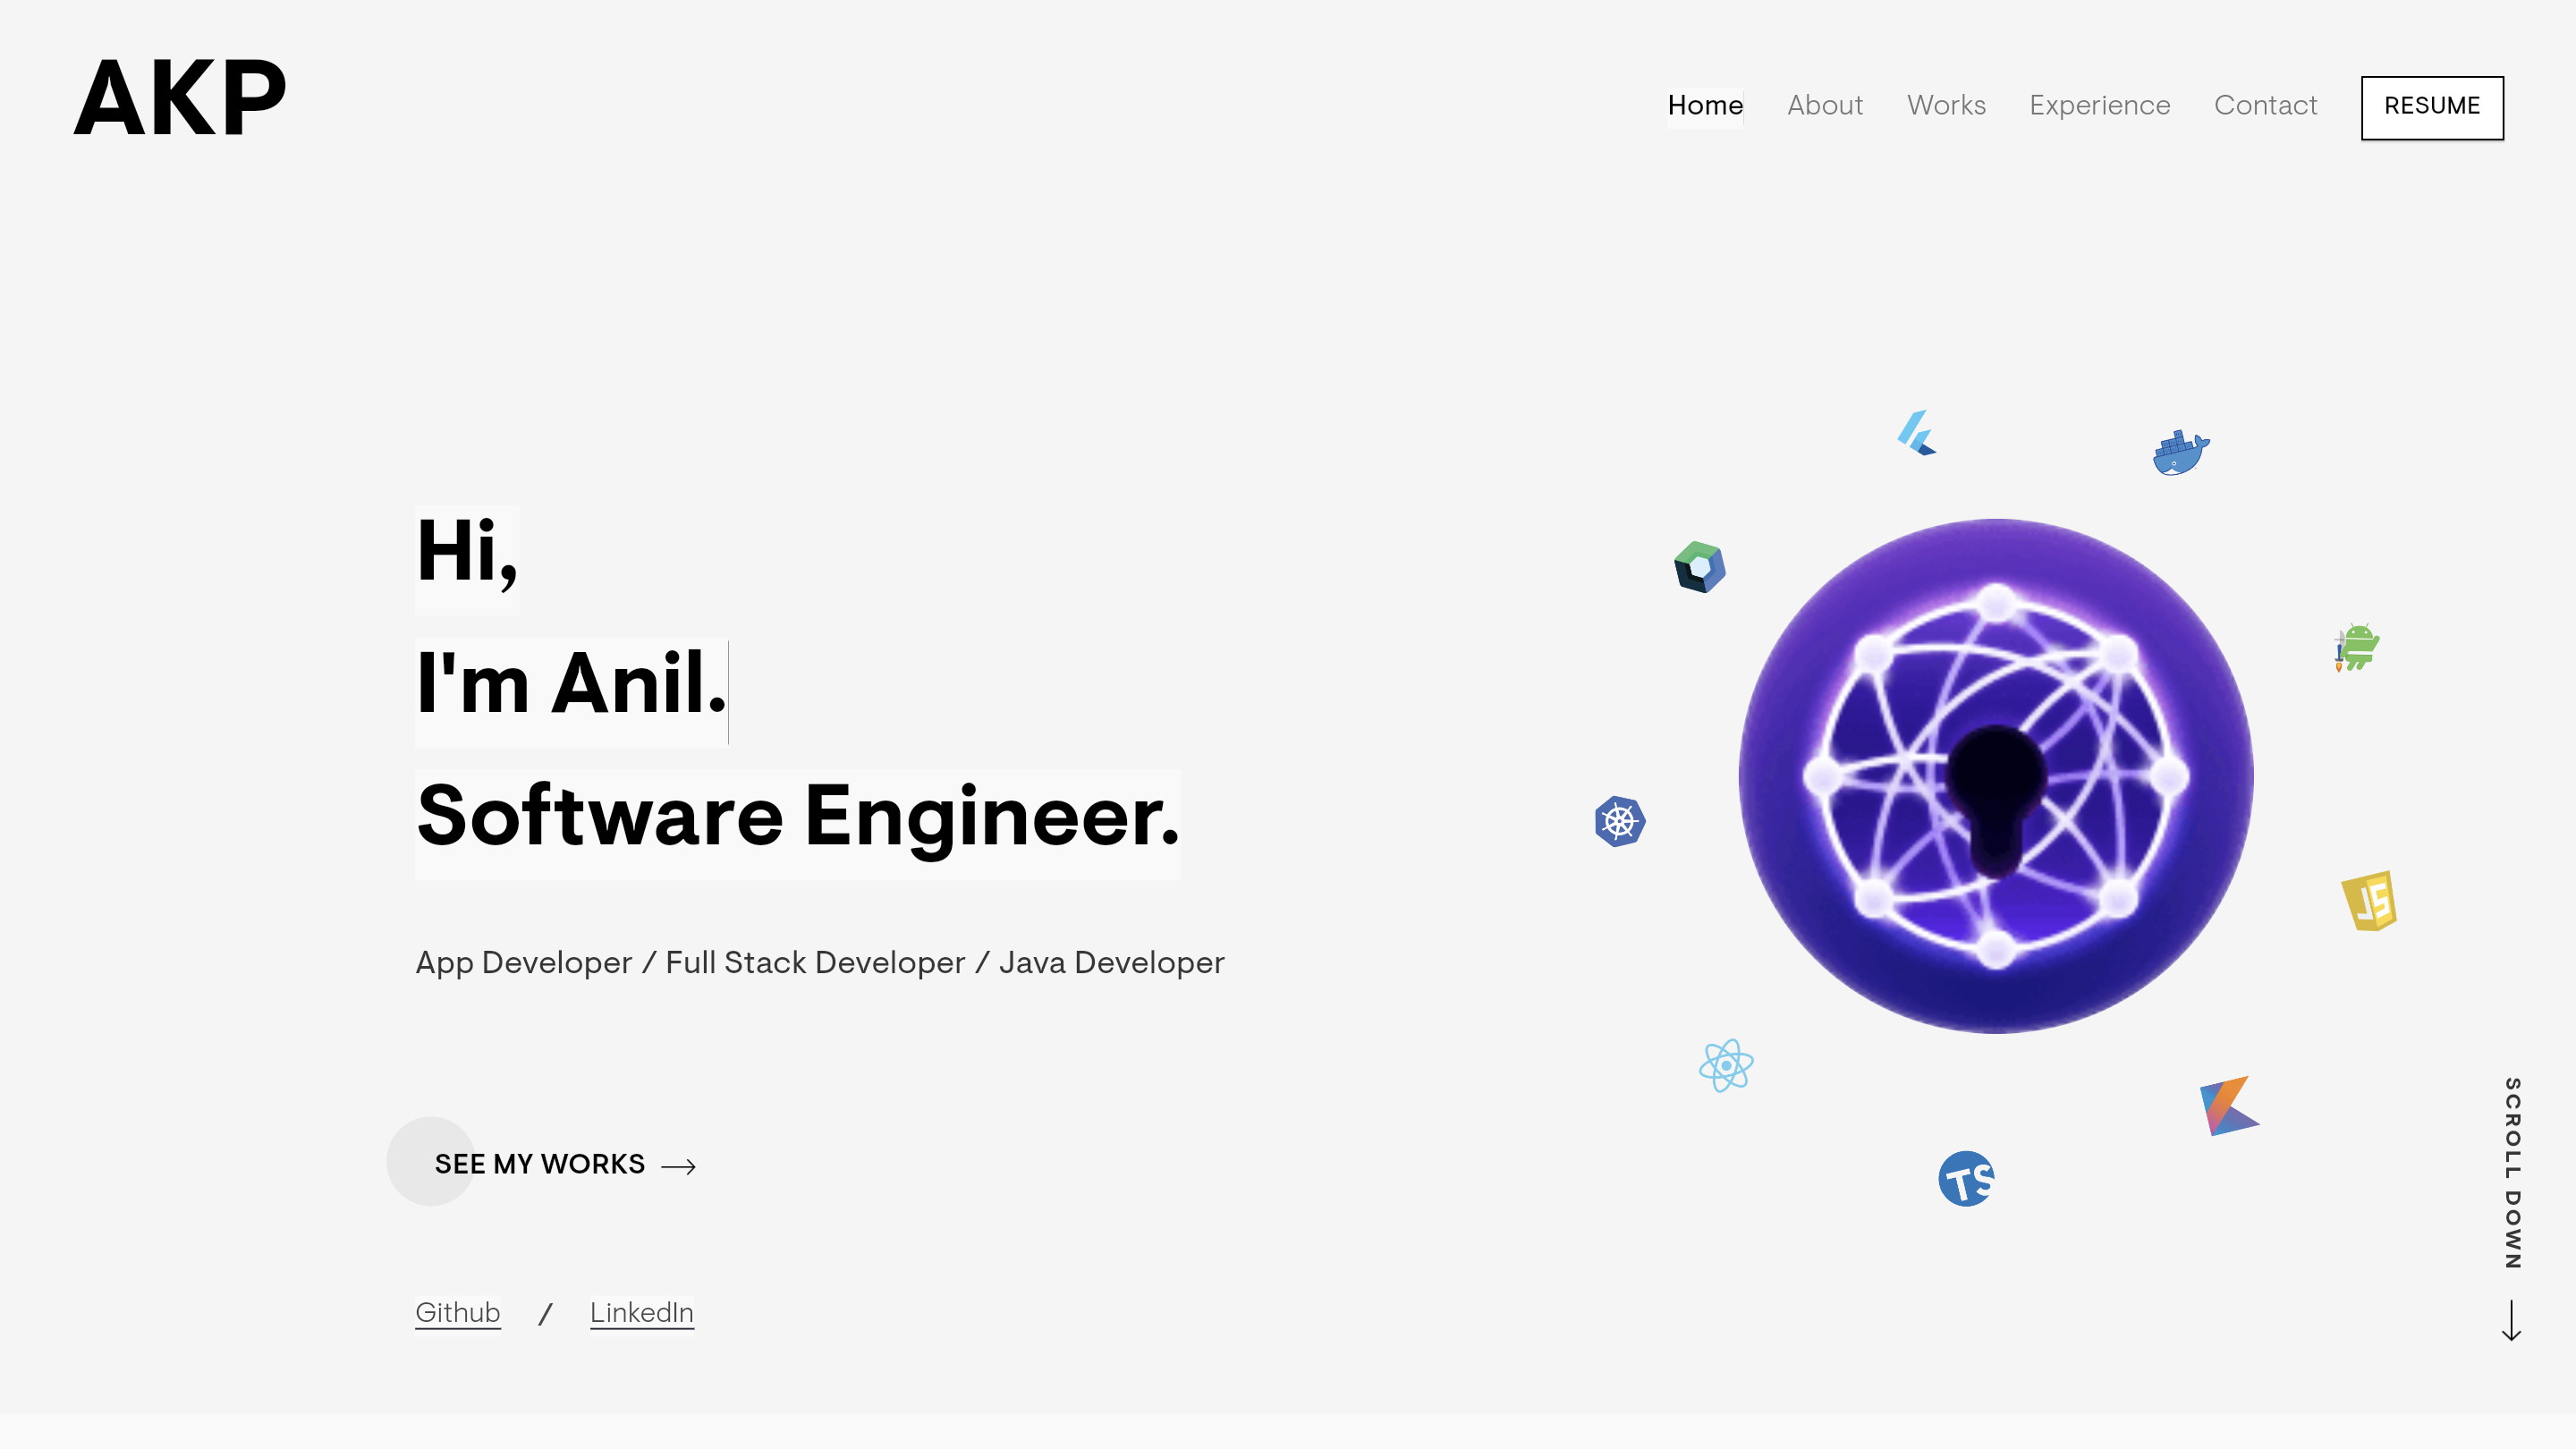 AKP
Home About Works Experience Contact RESUME
Hi,
I'm Anil.
Software Engineer.
App Developer / Full Stack Developer / Java Developer
SEE MY WORKS
Github / LinkedIn
JS
TS
SCROLL DOWN